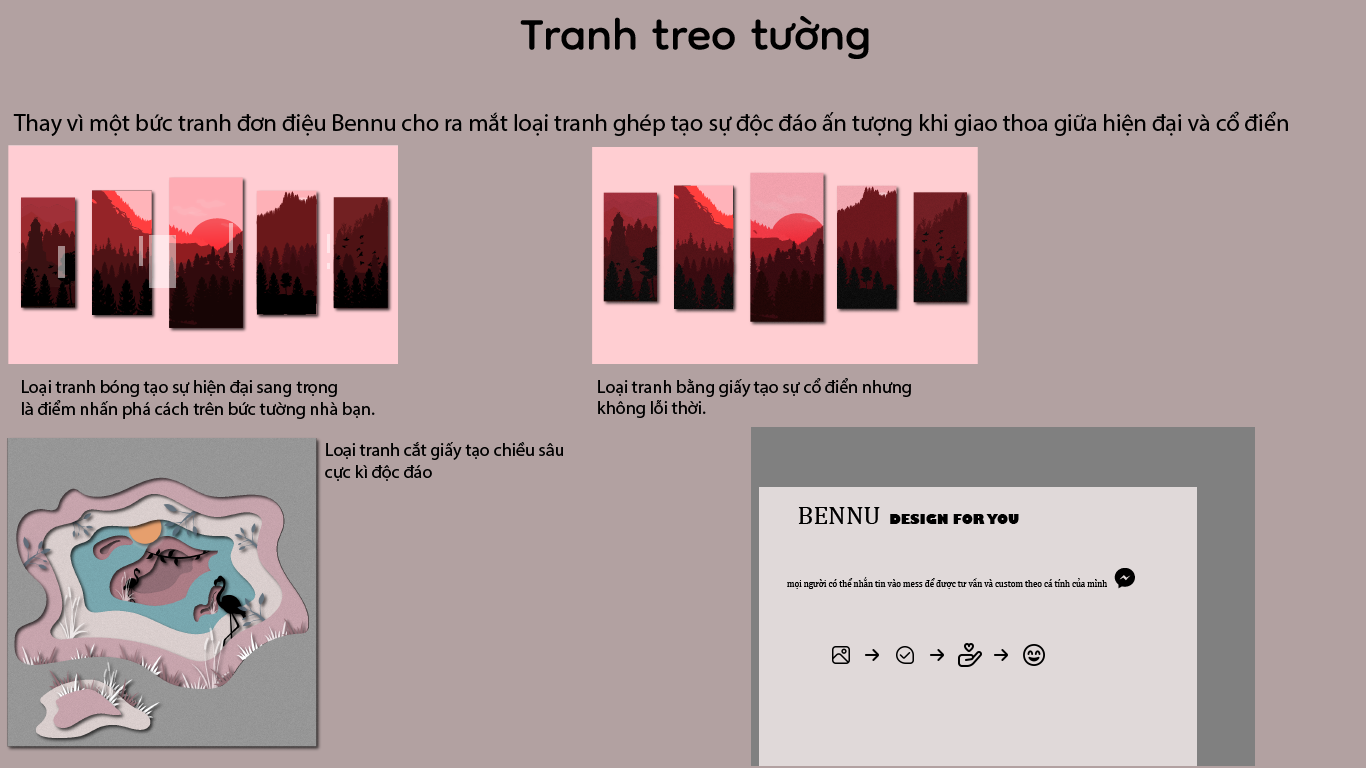 Tranh treo tường
Thay vì một bức tranh đơn điệu Bennu cho ra mắt loại tranh ghép tạo sự độc đáo ấn tượng khi giao thoa giữa hiện đại và cổ điển
Loại tranh bóng tạo sự hiện đại sang trọng
là điểm nhấn phá cách trên bức tường nhà bạn.
Loại tranh bằng giấy tạo sự cổ điển nhưng
không lỗi thời.
Loại tranh cắt giấy tạo chiều sâu
cực kì độc đáo
BENNU DESIGN FOR YOU
mọi người có thể nhắn tin vào mess để được tư vấn và custom theo cá tính của mình